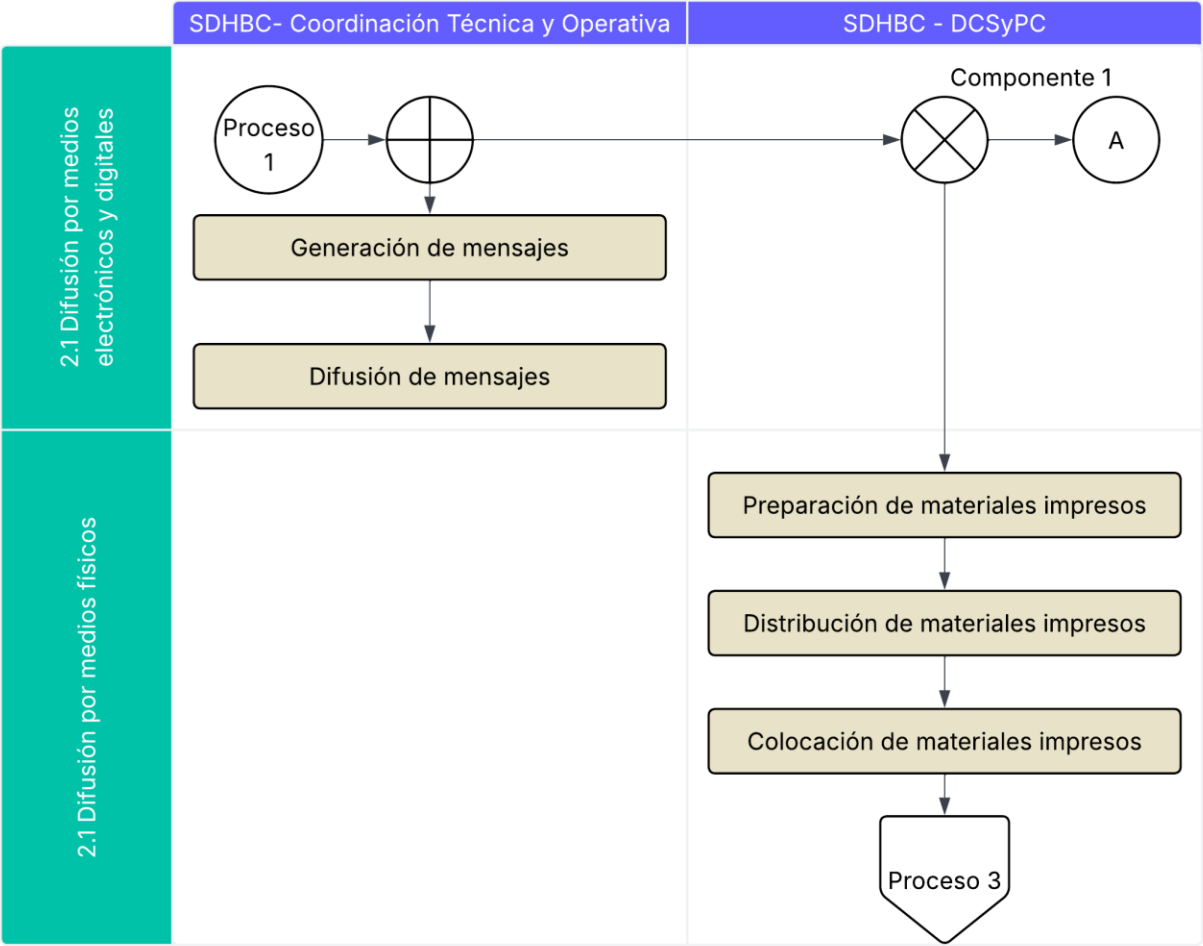 SDHBC- Coordinación Técnica y Operativa
SDHBC - DCSyPC
2.1 Difusión por medios
electrónicos y digitales
Proceso
1
Componente 1
A
Generación de mensajes
Difusión de mensajes
2.1 Difusión por medios físicos
Preparación de materiales impresos
Distribución de materiales impresos
Colocación de materiales impresos
Proceso 3